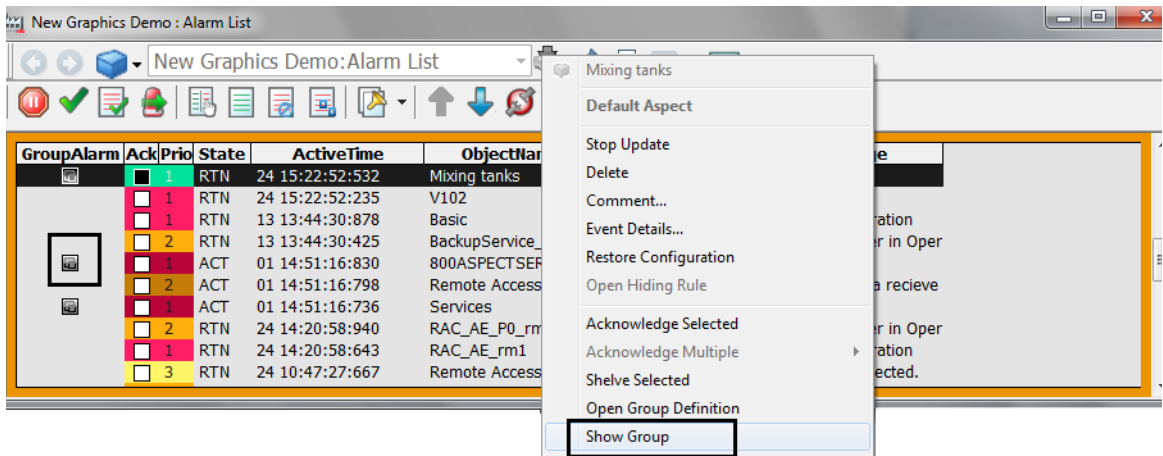 New Graphics Demo : Alarm List
New Graphics Demo:Alarm List
GroupAlarm Ack Prio State ActiveTime ObjectNar e
1 RTN 24 15:22:52:532 Mixing tanks
1 RTN 24 15:22:52:235 V102
1 RTN 13 13:44:30:878 Basic ration
2 RTN 13 13:44:30:425 BackupService_ er in Oper
1 ACT 01 14:51:16:830 800ASPECTSER
2 ACT 01 14:51:16:798 Remote Access a recieve
1 ACT 01 14:51:16:736 Services
2 RTN 24 14:20:58:940 RAC_AE_P0_rm er in Oper
1 RTN 24 14:20:58:643 RAC_AE_rm1 ration
3 RTN 24 10:47:27:667 Remote Access ected.
Mixing tanks
Default Aspect
Stop Update
Delete
Comment...
Event Details...
Restore Configuration
Open Hiding Rule
Acknowledge Selected
Acknowledge Multiple
Shelve Selected
Open Group Definition
Show Group